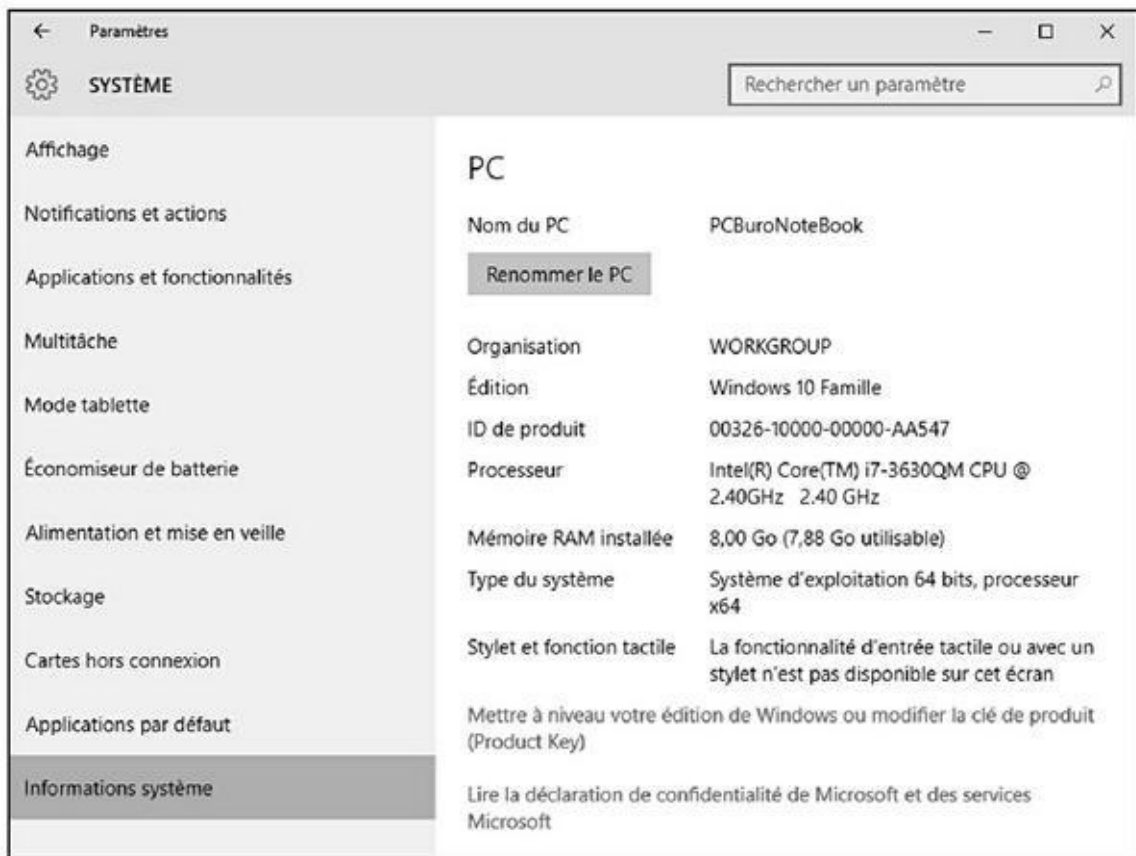 Paramètres
SYSTÈME
Rechercher un paramètre
Affichage
Notifications et actions
Applications et fonctionnalités
Multitâche
Mode tablette
Économiseur de batterie
Alimentation et mise en veille
Stockage
Cartes hors connexion
Applications par défaut
Informations système
PC
Nom du PC PCBuroNoteBook
Renommer le PC
Organisation WORKGROUP
Édition Windows 10 Famille
ID de produit 00326-10000-00000-AA547
Processeur Intel(R) Core(TM) i7-3630QM CPU @
2.40GHz 2.40 GHz
Mémoire RAM installée 8,00 Go (7,88 Go utilisable)
Type du système Système d'exploitation 64 bits, processeur
x64
Stylet et fonction tactile La fonctionnalité d'entrée tactile ou avec un
stylet n'est pas disponible sur cet écran
Mettre à niveau votre édition de Windows ou modifier la clé de produit
(Product Key)
Lire la déclaration de confidentialité de Microsoft et des services
Microsoft